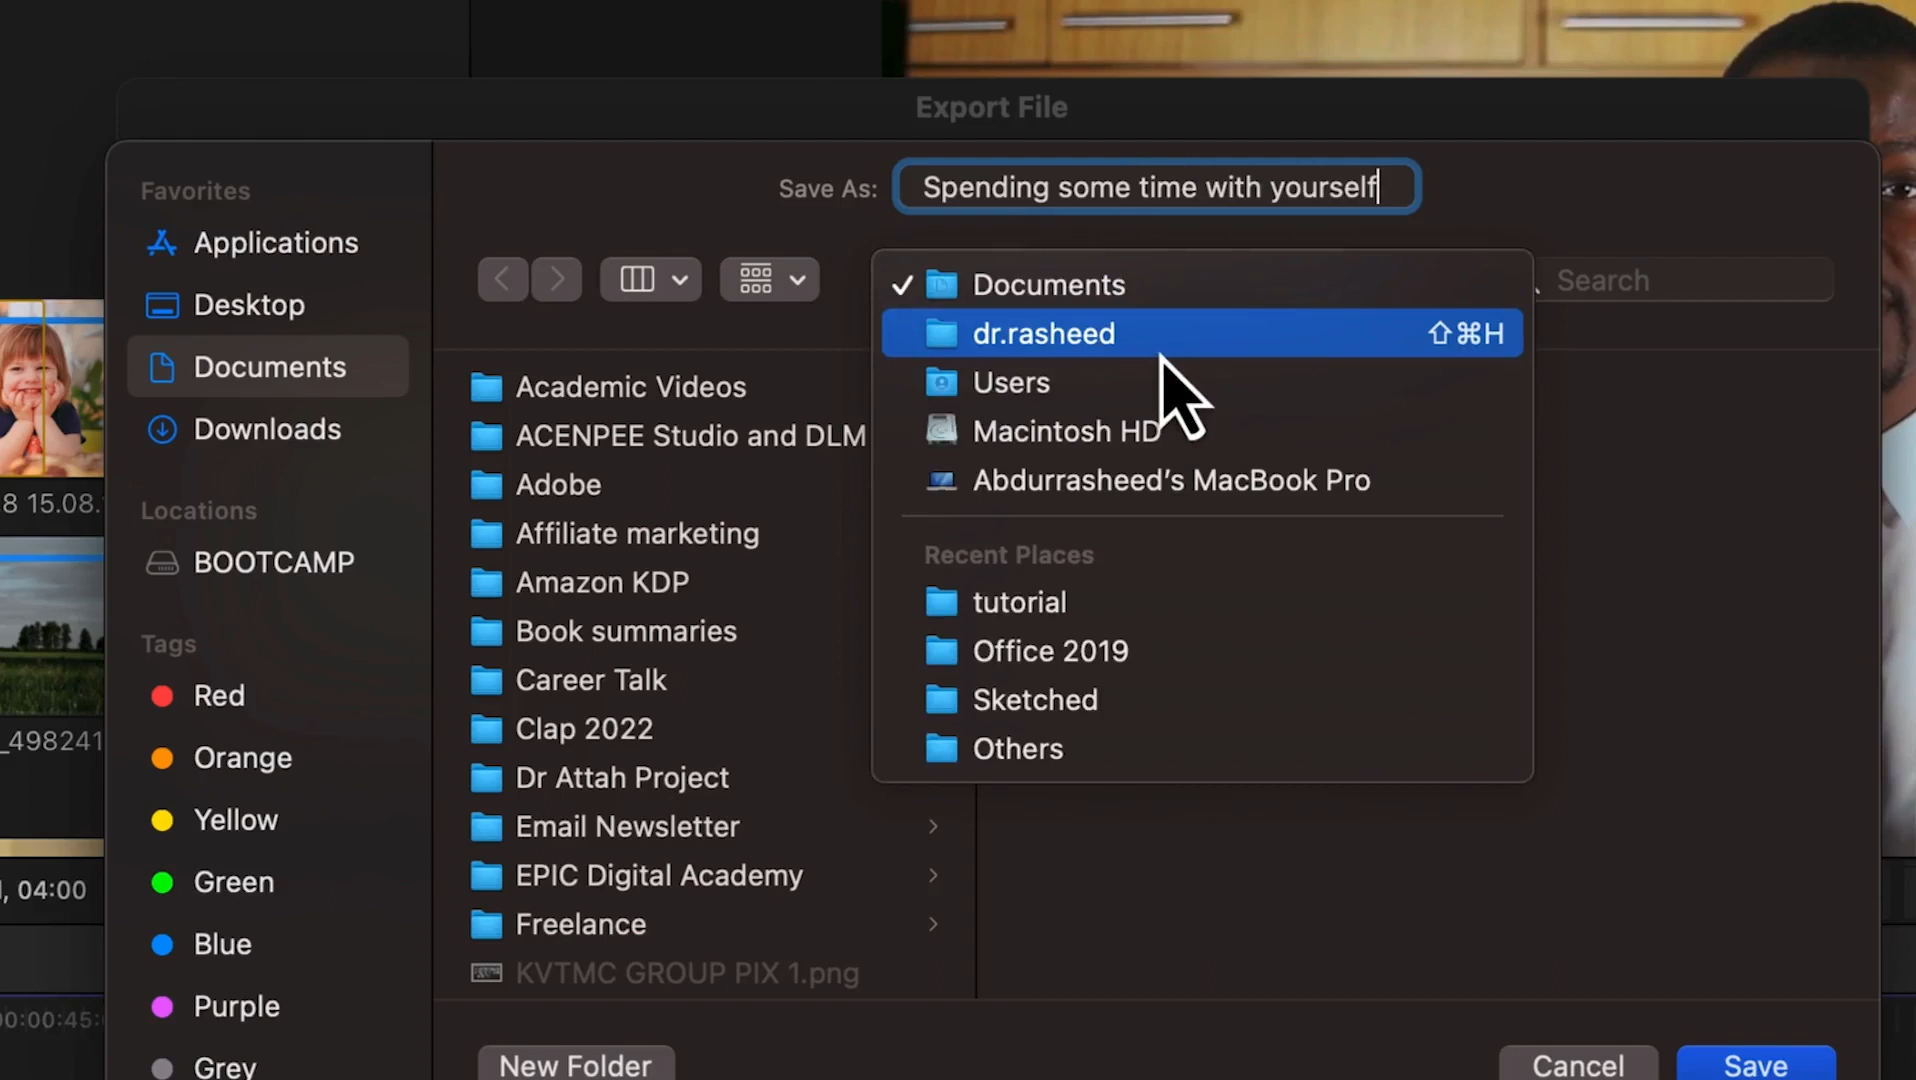 Export File
Save As: Spending some time with yourself
Favorites
Applications
Desktop
Documents
Downloads
Locations
BOOTCAMP
Tags
Red
Orange
Yellow
Green
Blue
Purple
Grey
Search
Documents
dr.rasheed ⇧⌘H
Users
Macintosh HD
Abdurrasheed’s MacBook Pro
Recent Places
tutorial
Office 2019
Sketched
Others
Academic Videos
ACENPEE Studio and DLM
Adobe
Affiliate marketing
Amazon KDP
Book summaries
Career Talk
Clap 2022
Dr Attah Project
Email Newsletter
EPIC Digital Academy
Freelance
KVTMC GROUP PIX 1.png
New Folder
Cancel
Save
8 15.08.
_498241
, 04:00
00:00:45: